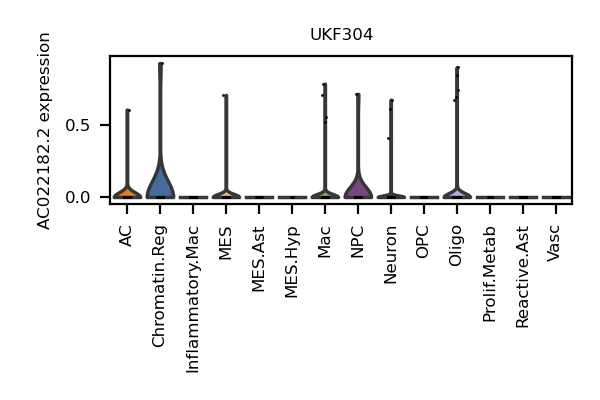 UKF304
AC022182.2 expression
0.5
0.0
AC
Chromatin.Reg
Inflammatory.Mac
MES
MES.Ast
MES.Hyp
Mac
NPC
Neuron
OPC
Oligo
Prolif.Metab
Reactive.Ast
Vasc